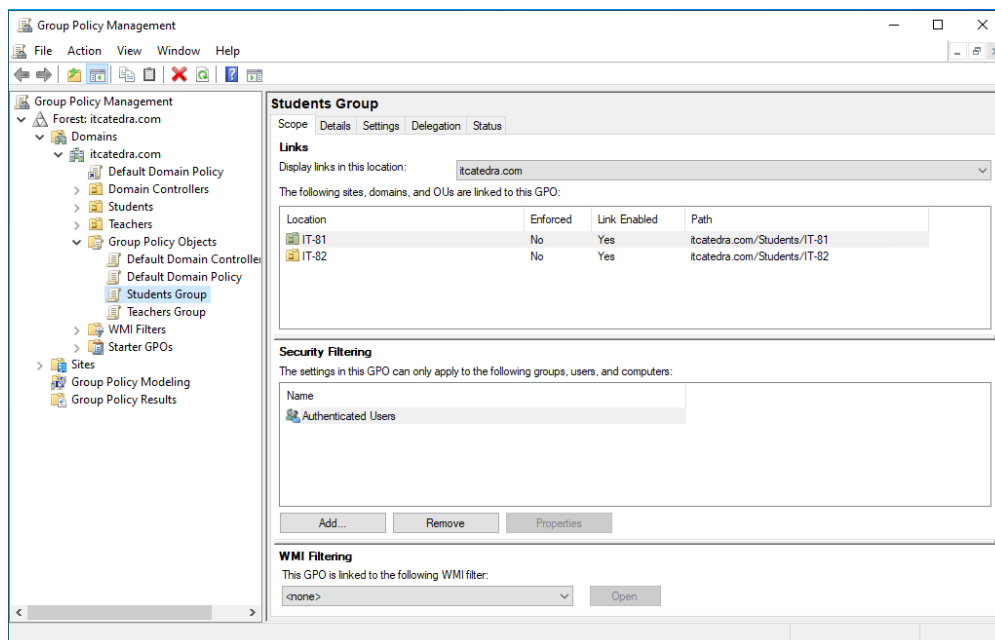 Group Policy Management
File Action View Window Help
Group Policy Management
Forest: itcatedra.com
Domains
itcatedra.com
Default Domain Policy
Domain Controllers
Students
Teachers
Group Policy Objects
Default Domain Controlle
Default Domain Policy
Students Group
Teachers Group
WMI Filters
Starter GPOs
Sites
Group Policy Modeling
Group Policy Results
Students Group
Scope Details Settings Delegation Status
Links
Display links in this location: itcatedra.com
The following sites, domains, and OUs are linked to this GPO:
Location Enforced Link Enabled Path
IT-81 No Yes itcatedra.com/Students/IT-81
IT-82 No Yes itcatedra.com/Students/IT-82
Security Filtering
The settings in this GPO can only apply to the following groups, users, and computers:
Name
Authenticated Users
Add... Remove Properties
WMI Filtering
This GPO is linked to the following WMI filter:
<none> Open